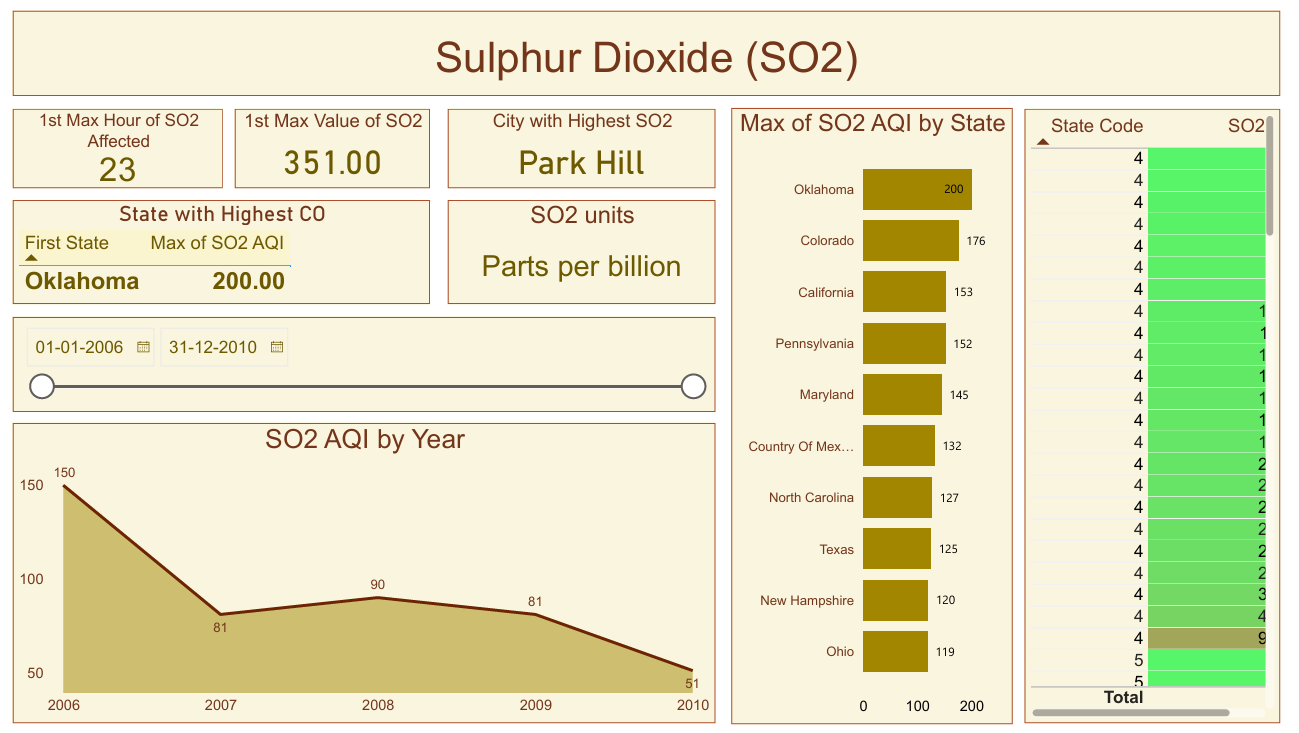 Sulphur Dioxide (SO2)
1st Max Hour of SO2
Affected
23
1st Max Value of SO2
351.00
City with Highest SO2
Park Hill
State with Highest CO
First State Max of SO2 AQI
Oklahoma 200.00
SO2 units
Parts per billion
01-01-2006 31-12-2010
SO2 AQI by Year
150
100
50
150
81
90
81
51
2006 2007 2008 2009 2010
Max of SO2 AQI by State
Oklahoma 200
Colorado 176
California 153
Pennsylvania 152
Maryland 145
Country Of Mex… 132
North Carolina 127
Texas 125
New Hampshire 120
Ohio 119
0 100 200
State Code SO2
4
4
4
4
4
4
4
4 1
4 1
4 1
4 1
4 1
4 1
4 1
4 2
4 2
4 2
4 2
4 2
4 2
4 3
4 4
4 9
5
5
Total